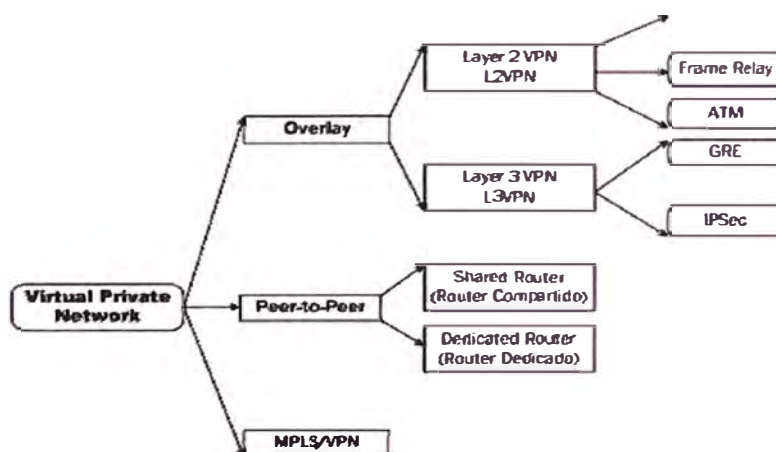 Layer 2 VPN
L2VPN
Frame Relay
ATM
Overlay
GRE
Layer 3 VPN
L3VPN
IPSec
Virtual Private
Network
Peer-to-Peer
Shared Router
(Router Compartido)
Dedicated Router
(Router Dedicado)
MPLS/VPN